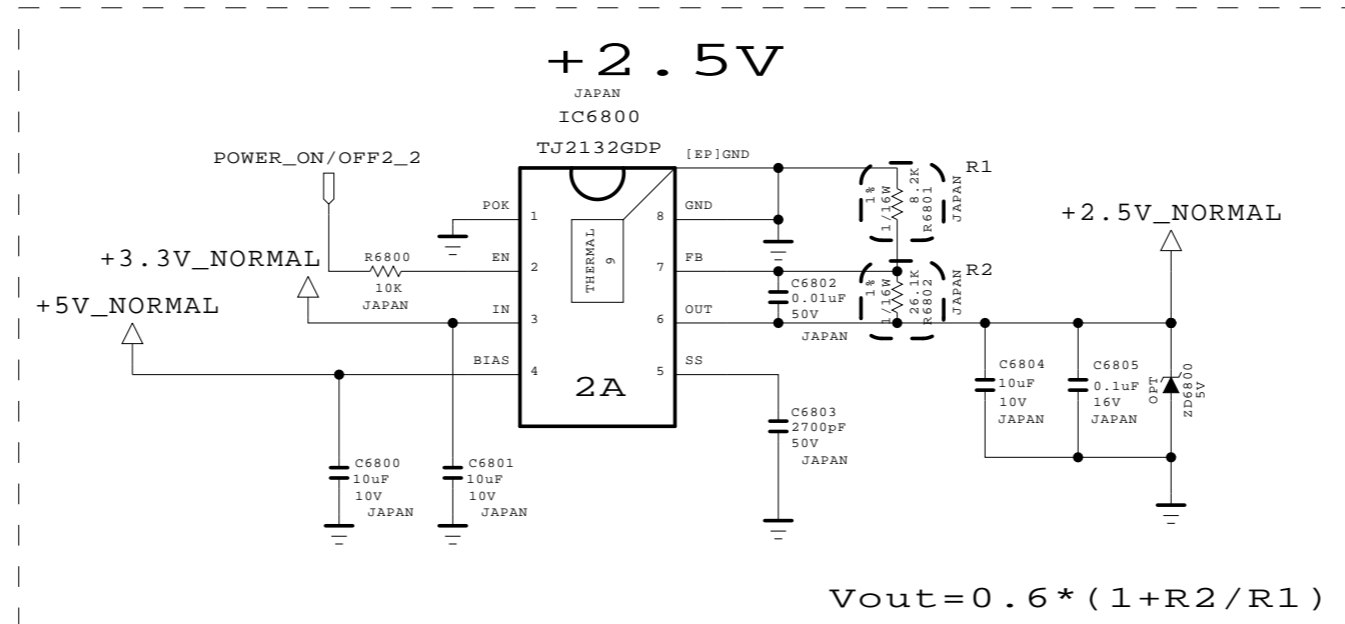 +2.5V
JAPAN
IC6800
TJ2132GDP
[EP]GND
POWER_ON/OFF2_2
POK
1
8
GND
R1
1%
1/16W
8.2K
R6801
JAPAN
+2.5V_NORMAL
+3.3V_NORMAL
R6800
10K
JAPAN
EN
2
THERMAL
9
7
FB
C6802
0.01uF
50V
JAPAN
R2
1%
1/16W
26.1K
R6802
JAPAN
+5V_NORMAL
IN
3
6
OUT
BIAS
4
2A
5
SS
C6804
10uF
10V
JAPAN
C6805
0.1uF
16V
JAPAN
OPT
ZD6800
5V
C6803
2700pF
50V
JAPAN
C6800
10uF
10V
JAPAN
C6801
10uF
10V
JAPAN
Vout=0.6*(1+R2/R1)